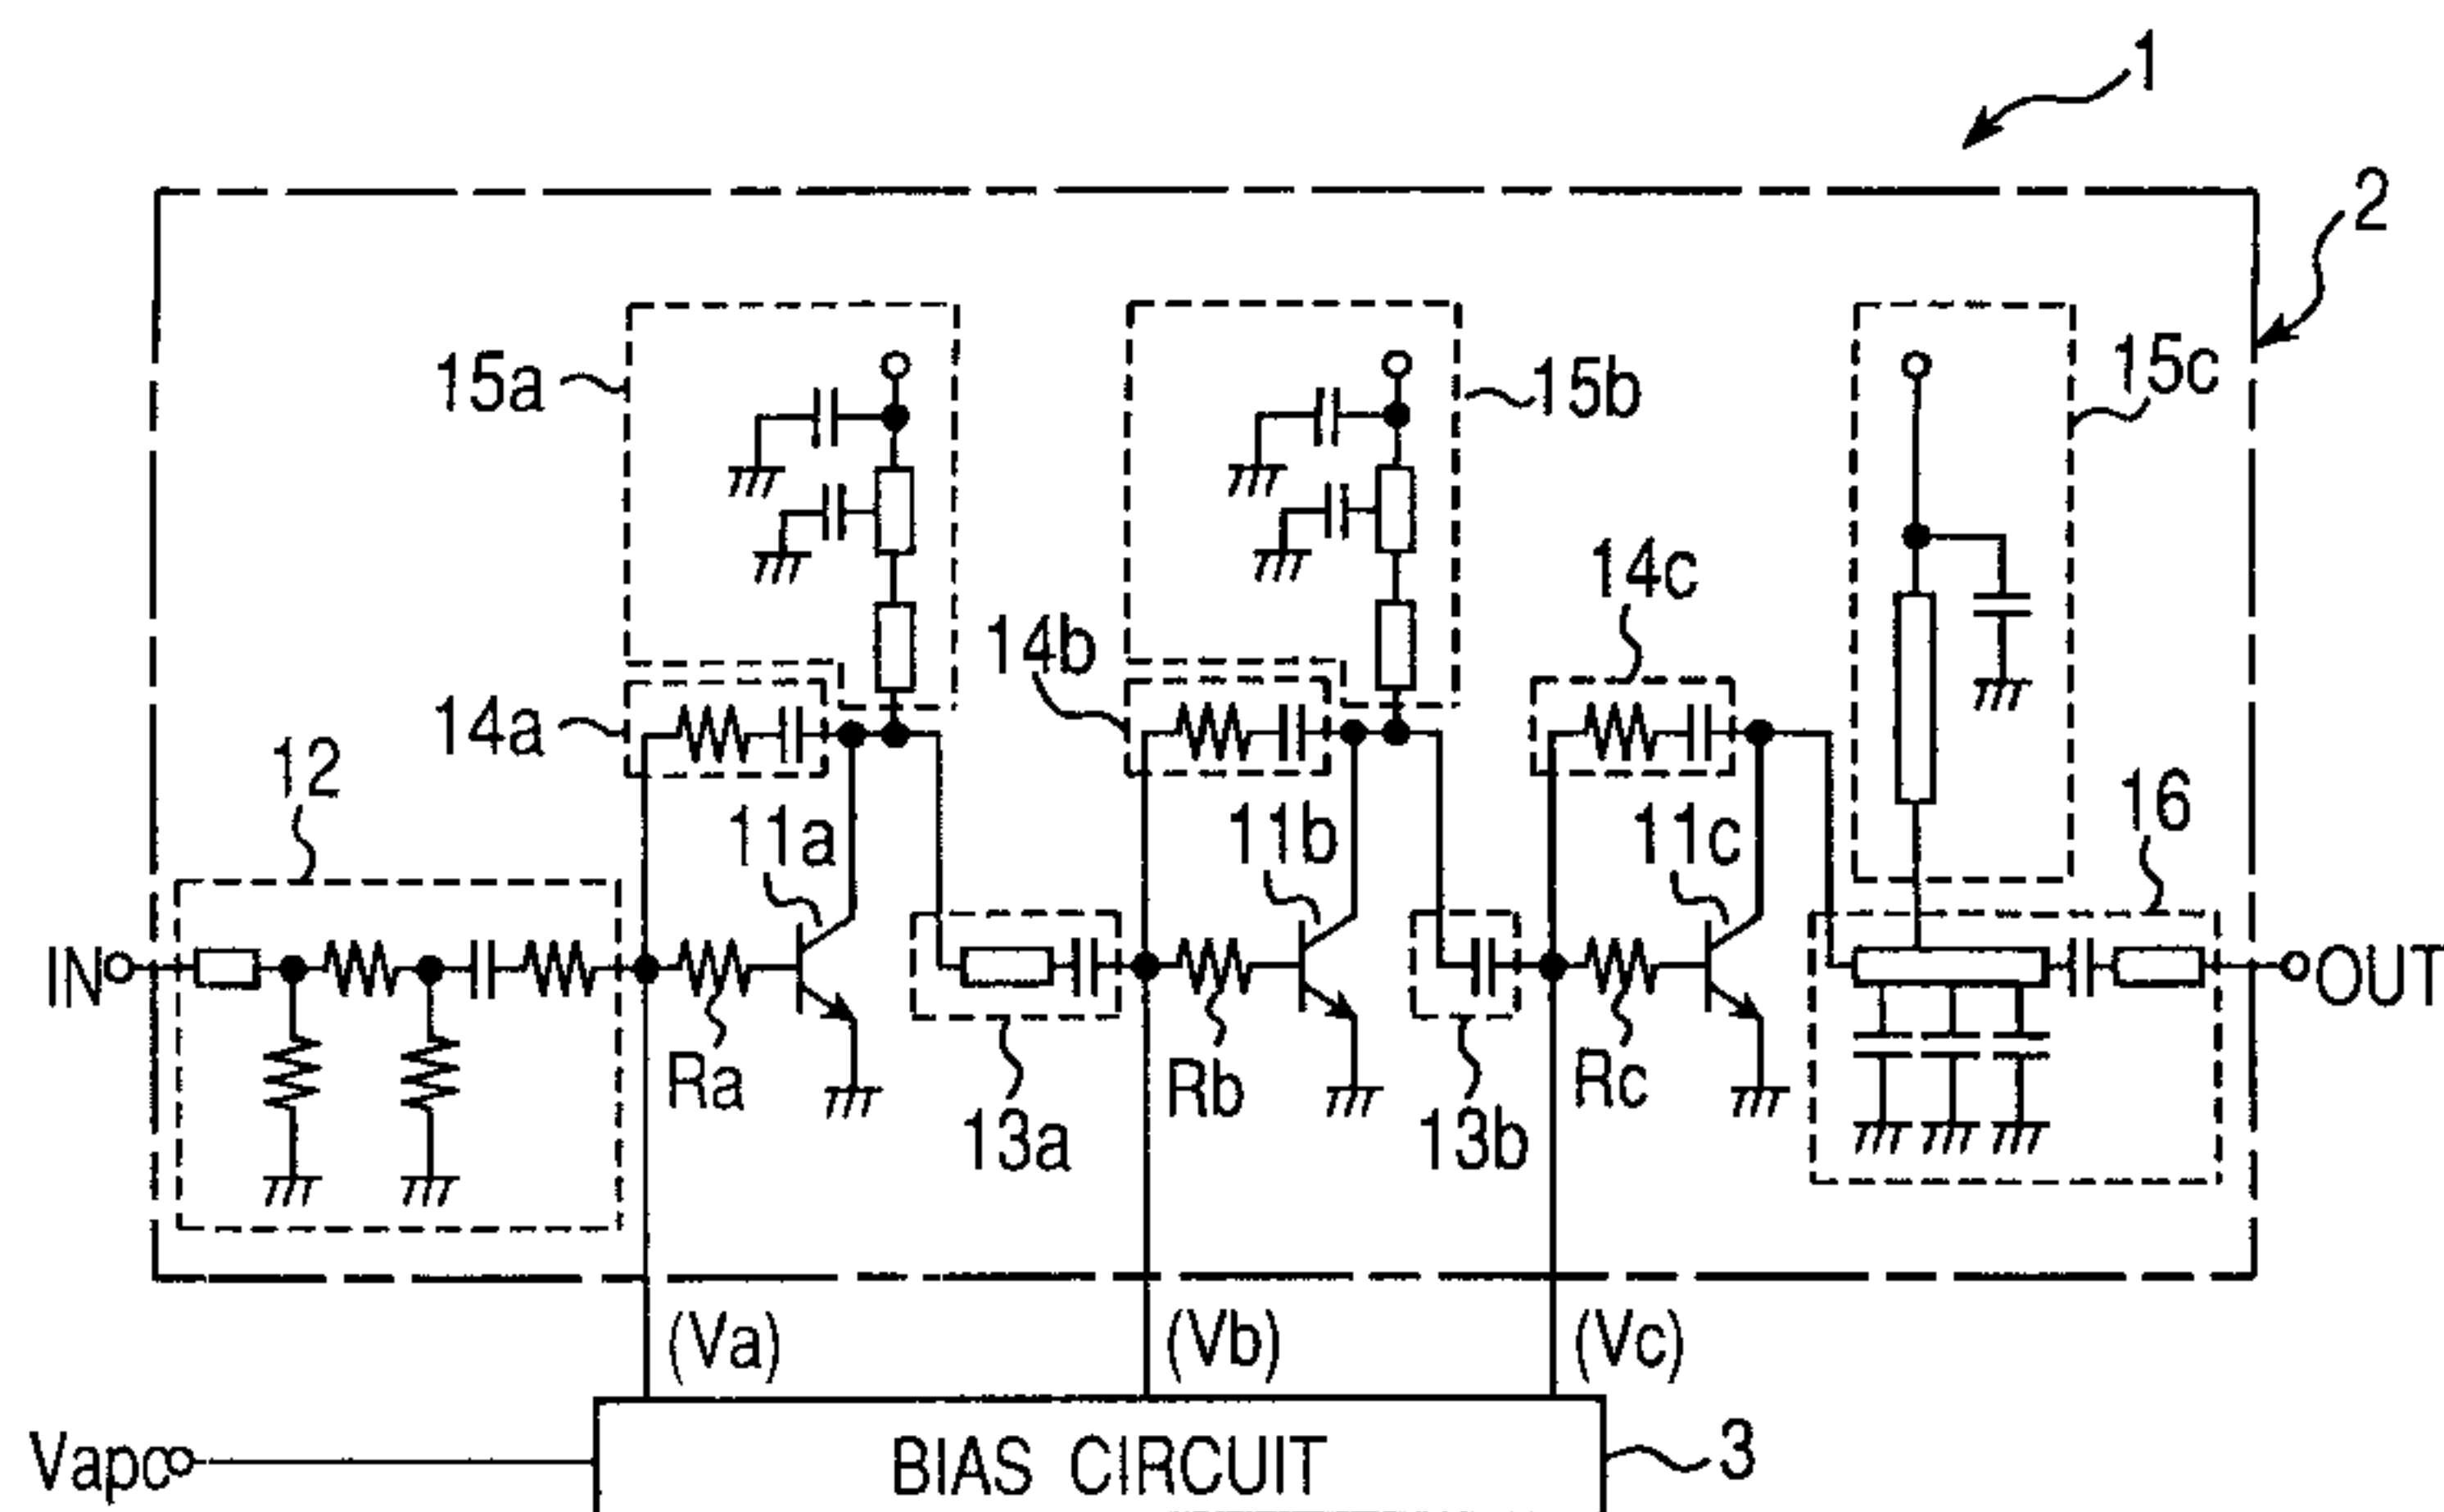 1
2
15a
15b
15c
14c
14b
14a
12
11a
11b
11c
16
IN
OUT
Ra
Rb
Rc
13a
13b
(Va)
(Vb)
(Vc)
Vapc
BIAS CIRCUIT
3